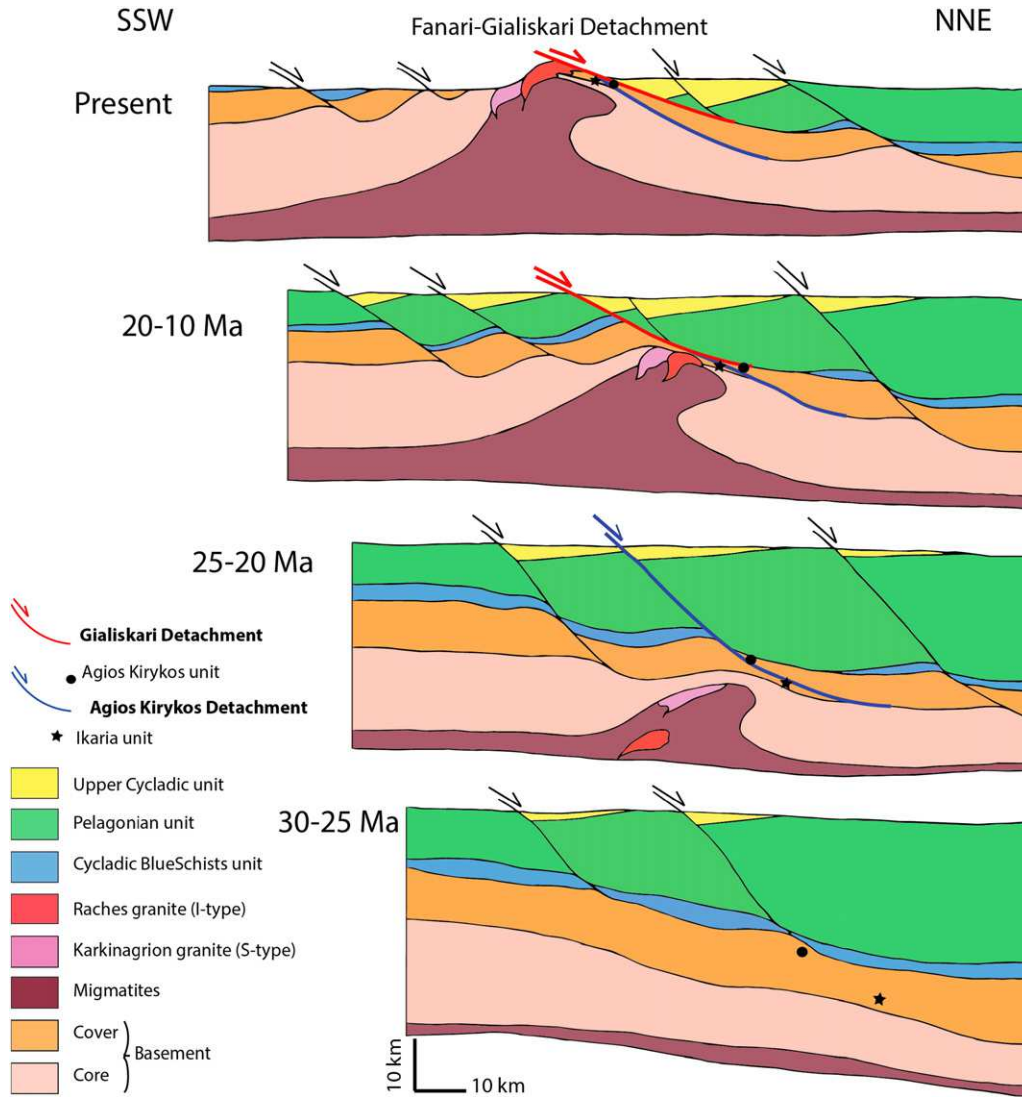 SSW
NNE
Fanari-Gialiskari Detachment
Present
20-10 Ma
25-20 Ma
Gialiskari Detachment
Agios Kirykos unit
Agios Kirykos Detachment
Ikaria unit
Upper Cycladic unit
Pelagonian unit
30-25 Ma
Cycladic BlueSchists unit
Raches granite (I-type)
Karkinagrion granite (S-type)
Migmatites
Cover
Basement
Core
10 km
10 km